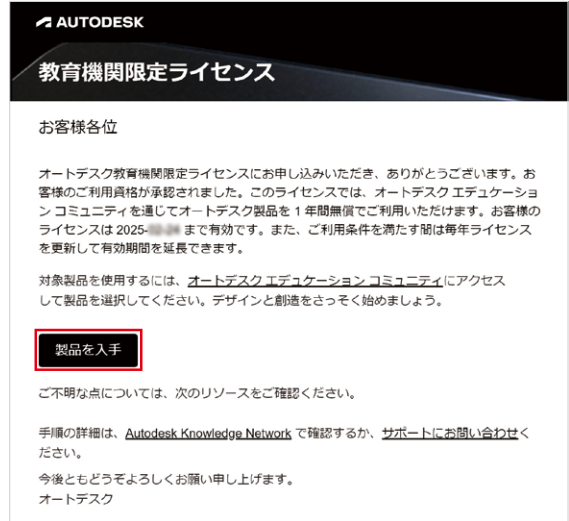 AUTODESK
教育機関限定ライセンス
お客様各位
オートデスク教育機関限定ライセンスにお申し込みいただき、ありがとうございます。お
客様のご利用資格が承認されました。このライセンスでは、オートデスク エデュケーショ
ン コミュニティを通じてオートデスク製品を 1 年間無償でご利用いただけます。お客様の
ライセンスは 2025- まで有効です。また、ご利用条件を満たす間は毎年ライセンス
を更新して有効期間を延長できます。
対象製品を使用するには、オートデスク エデュケーション コミュニティにアクセス
して製品を選択してください。デザインと創造をさっそく始めましょう。
製品を入手
ご不明な点については、次のリソースをご確認ください。
手順の詳細は、Autodesk Knowledge Network で確認するか、サポートにお問い合わせく
ださい。
今後ともどうぞよろしくお願い申し上げます。
オートデスク